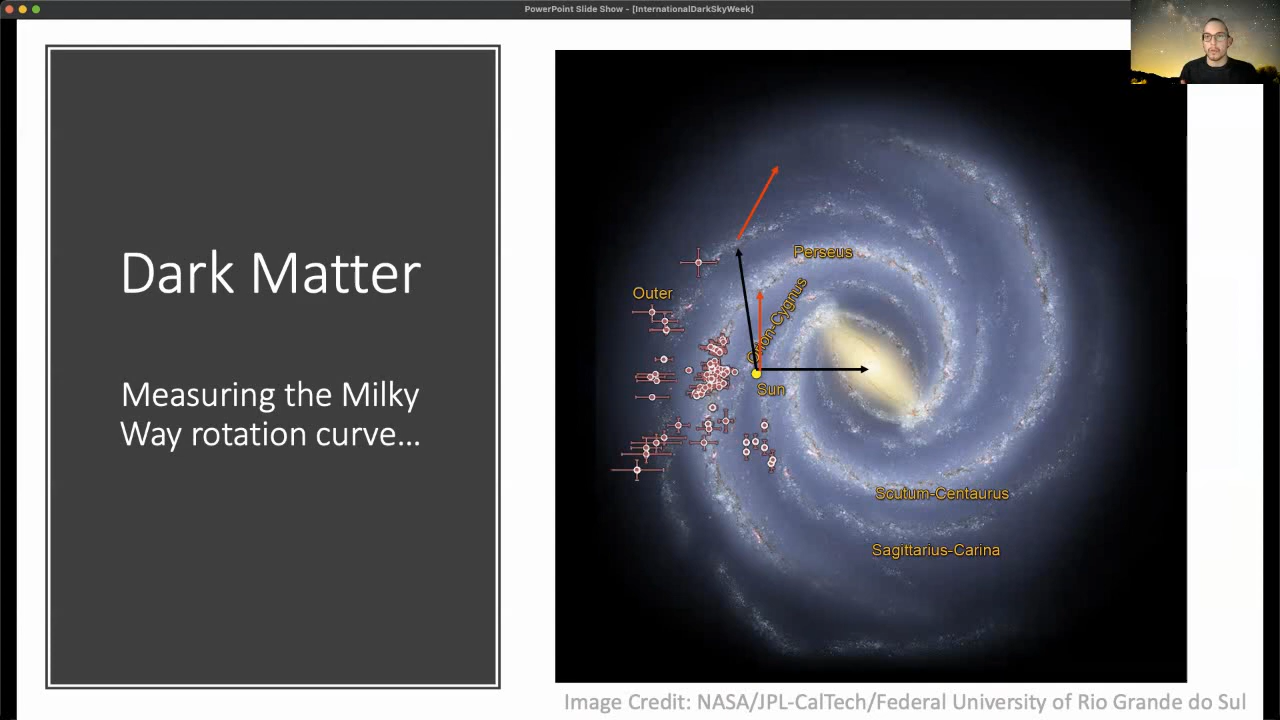 PowerPoint Slide Show - [InternationalDarkSkyWeek]
Dark Matter
Measuring the Milky
Way rotation curve...
Perseus
Outer
Orion-Cygnus
Sun
Scutum-Centaurus
Sagittarius-Carina
Image Credit: NASA/JPL-CalTech/Federal University of Rio Grande do Sul